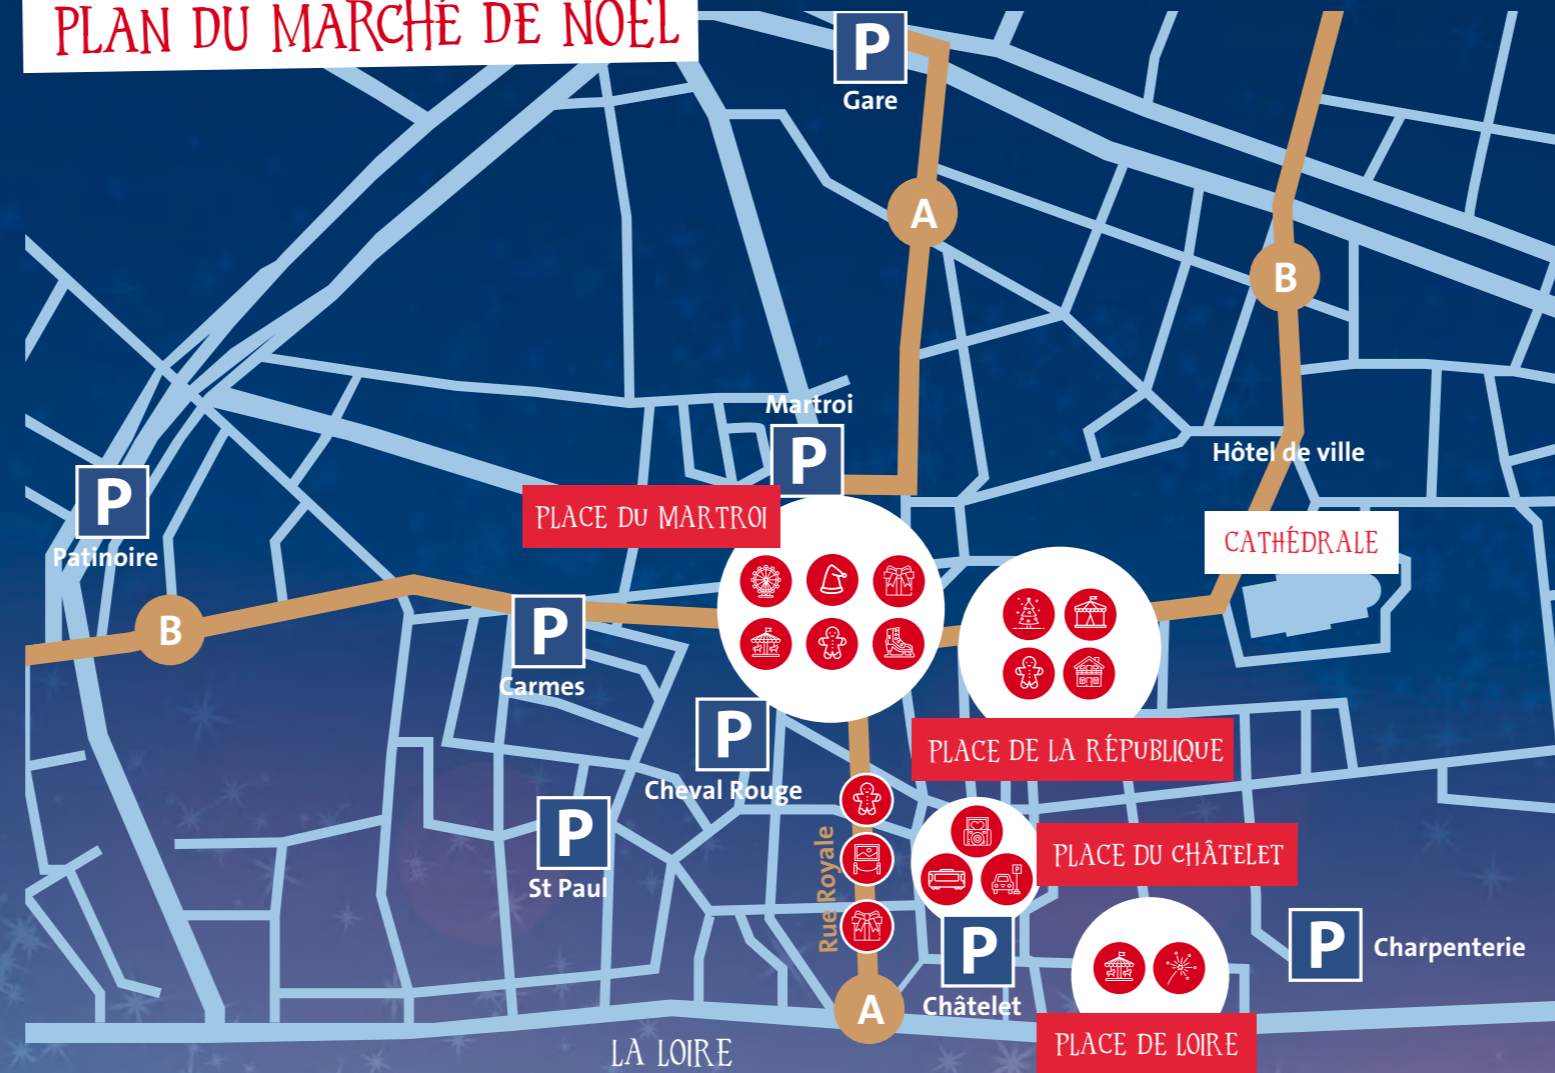 PLAN DU MARCHÉ DE NOËL
P
Gare
A
B
Martroi
P
Hôtel de ville
P
Patinoire
PLACE DU MARTROI
CATHÉDRALE
B
P
Carmes
P
Cheval Rouge
PLACE DE LA RÉPUBLIQUE
P
St Paul
Rue Royale
PLACE DU CHÂTELET
P
P
Châtelet
P
Charpenterie
A
PLACE DE LOIRE
LA LOIRE